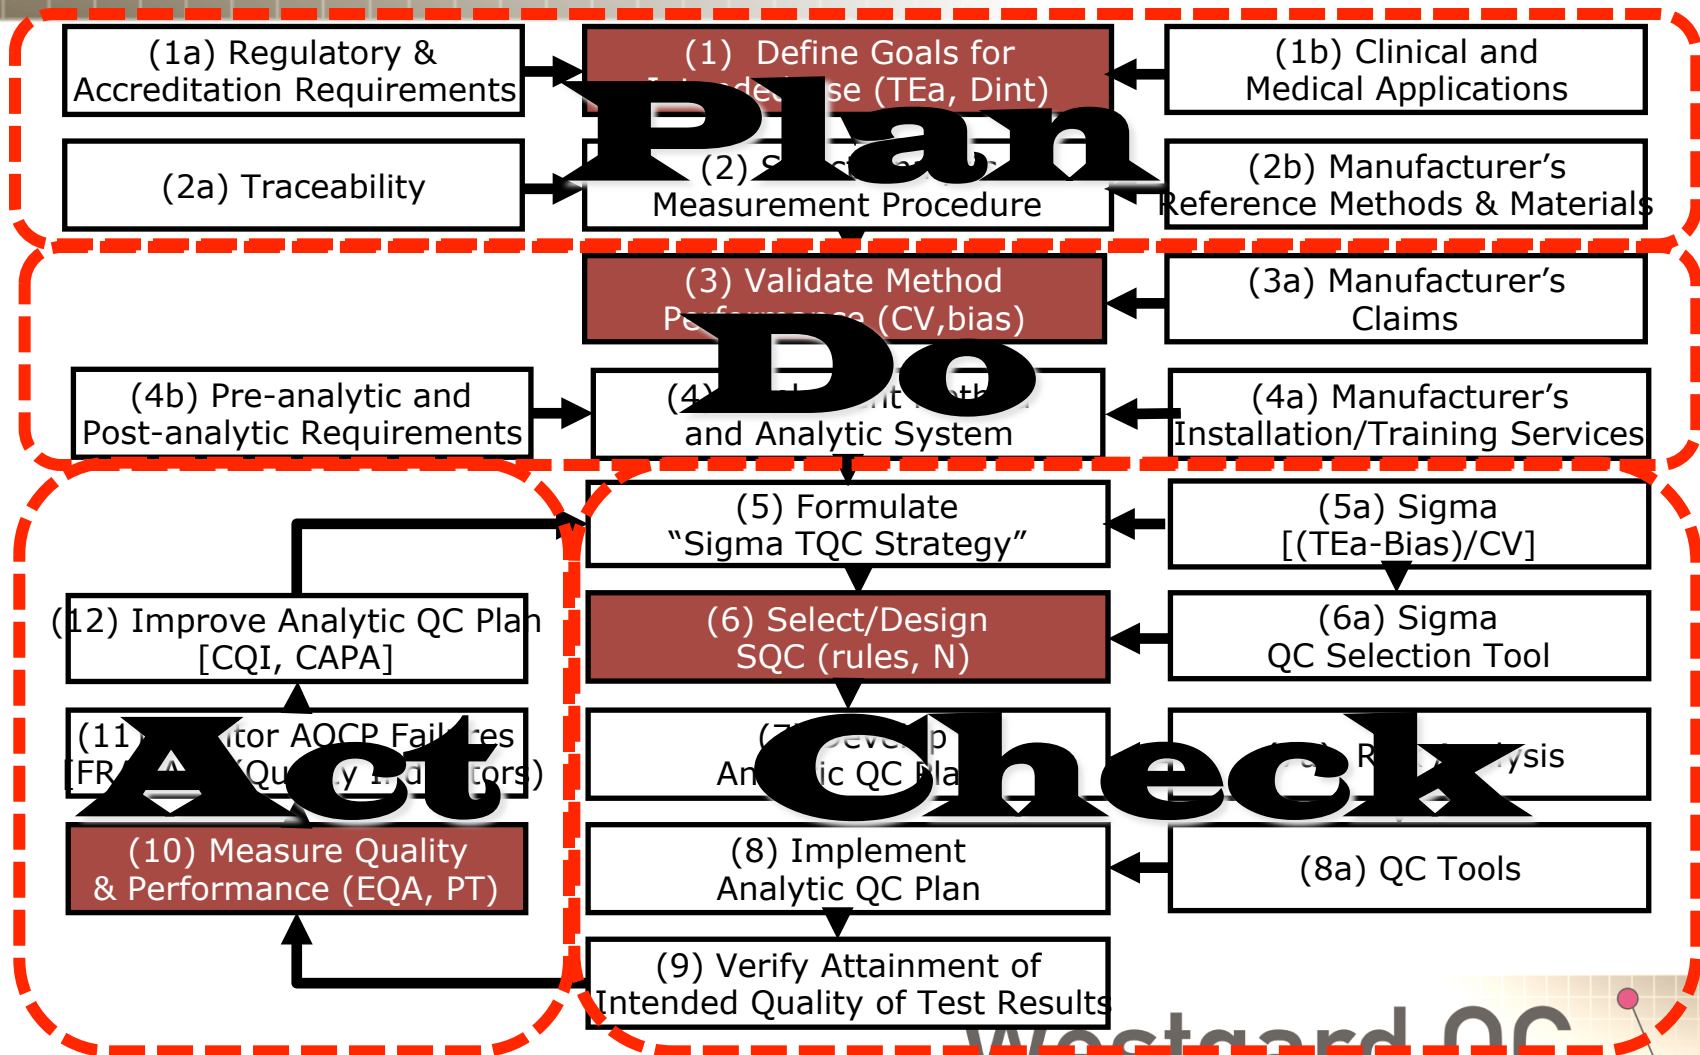 (1a) Regulatory &
Accreditation Requirements
(1) Define Goals for
(TEa, Dint)
(1b) Clinical and
Medical Applications
Plan
(2a) Traceability
(2)
Measurement Procedure
(2b) Manufacturer’s
Reference Methods & Materials
(3) Validate Method
(CV,bias)
(3a) Manufacturer’s
Claims
Do
(4b) Pre-analytic and
Post-analytic Requirements
(4)
and Analytic System
(4a) Manufacturer’s
Installation/Training Services
(5) Formulate
“Sigma TQC Strategy”
(5a) Sigma
[(TEa-Bias)/CV]
(12) Improve Analytic QC Plan
[CQI, CAPA]
(6) Select/Design
SQC (rules, N)
(6a) Sigma
QC Selection Tool
(11)
Act
Check
QC
(10) Measure Quality
& Performance (EQA, PT)
(8) Implement
Analytic QC Plan
(8a) QC Tools
(9) Verify Attainment of
Intended Quality of Test Results
Westgard QC